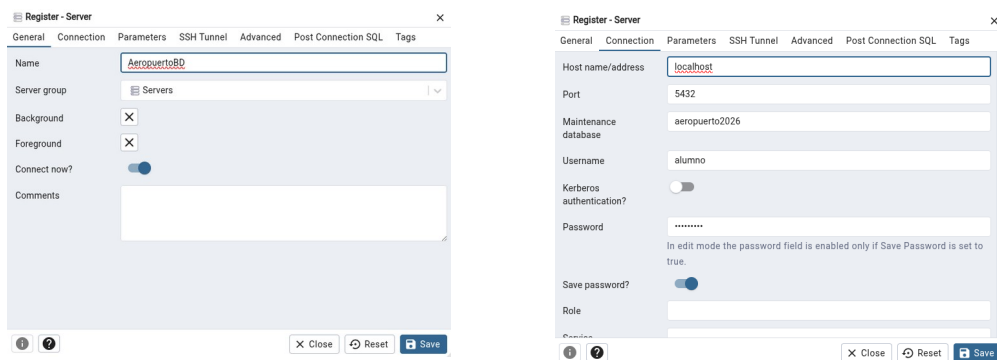 Register - Server
General Connection Parameters SSH Tunnel Advanced Post Connection SQL Tags
Name AeropuertoBD
Server group Servers
Background
Foreground
Connect now?
Comments
Close Reset Save
Register - Server
General Connection Parameters SSH Tunnel Advanced Post Connection SQL Tags
Host name/address localhost
Port 5432
Maintenance
database aeropuerto2026
Username alumno
Kerberos
authentication?
Password •••••••••
In edit mode the password field is enabled only if Save Password is set to
true.
Save password?
Role
Service
Close Reset Save